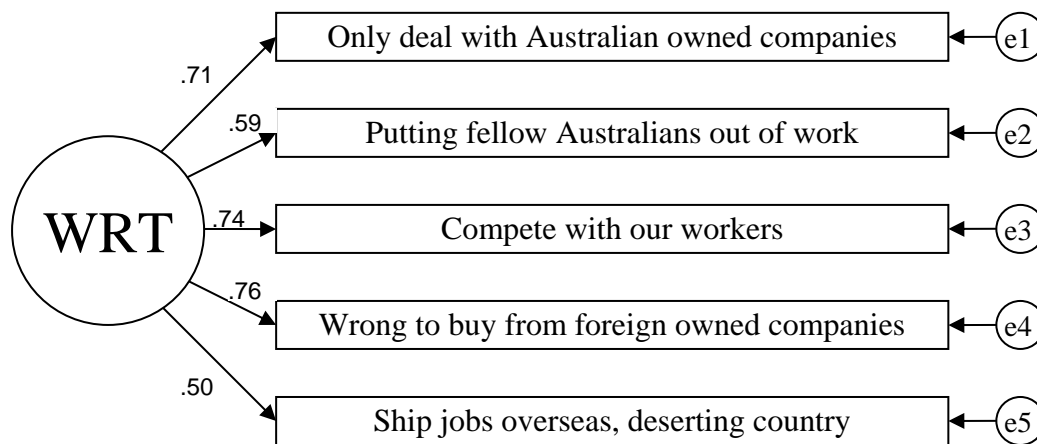 Only deal with Australian owned companies
e1
.71
.59
Putting fellow Australians out of work
e2
WRT
.74
Compete with our workers
e3
.76
Wrong to buy from foreign owned companies
e4
.50
Ship jobs overseas, deserting country
e5